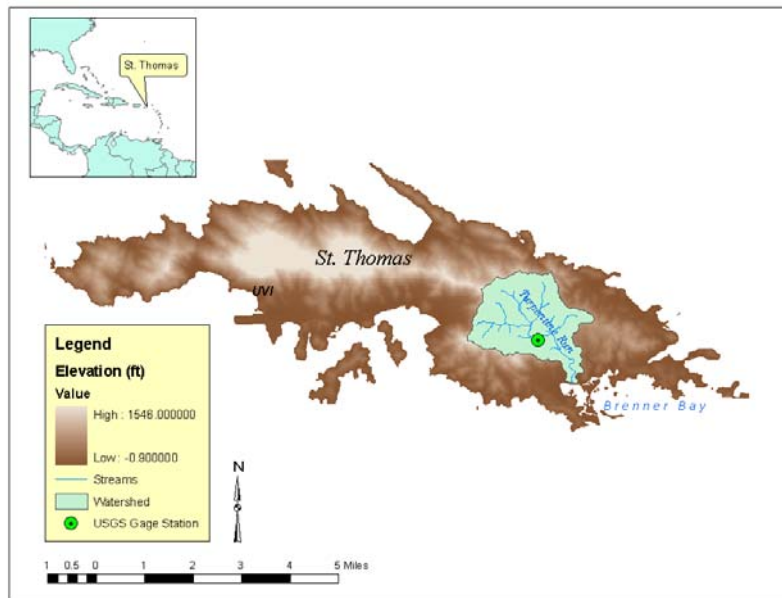 St. Thomas
St. Thomas
UVI
Turpentine Run
Brenner Bay
Legend
Elevation (ft)
Value
High : 1546.000000
Low : -0.900000
Streams
Watershed
USGS Gage Station
N
1 0.5 0 1 2 3 4 5 Miles